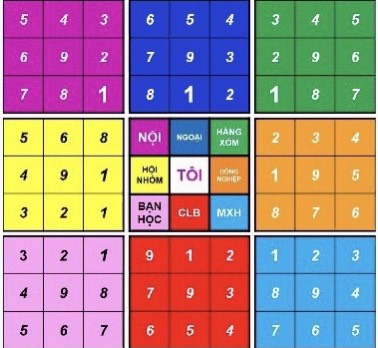 5 4 3
6 9 2
7 8 1
6 5 4
7 9 3
8 1 2
3 4 5
2 9 6
1 8 7
5 6 8
4 9 1
3 2 1
NỘI
NGOẠI
HÀNG
XÓM
HỘI
NHÓM
TÔI
ĐỒNG
NGHIỆP
BẠN
HỌC
CLB
MXH
2 3 4
1 9 5
8 7 6
3 2 1
4 9 8
5 6 7
9 1 2
7 9 3
6 5 4
1 2 3
8 9 4
7 6 5